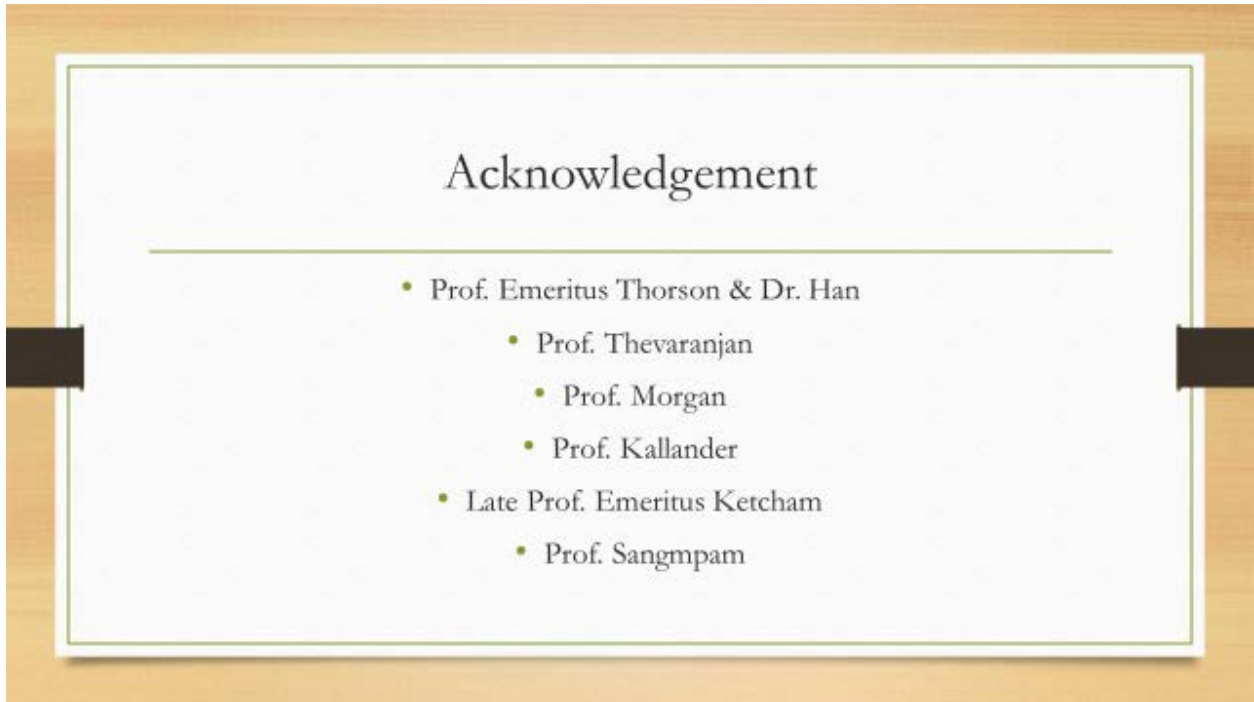 Acknowledgement
• Prof. Emeritus Thorson & Dr. Han
• Prof. Thevaranjan
• Prof. Morgan
• Prof. Kallander
• Late Prof. Emeritus Ketcham
• Prof. Sangmpam